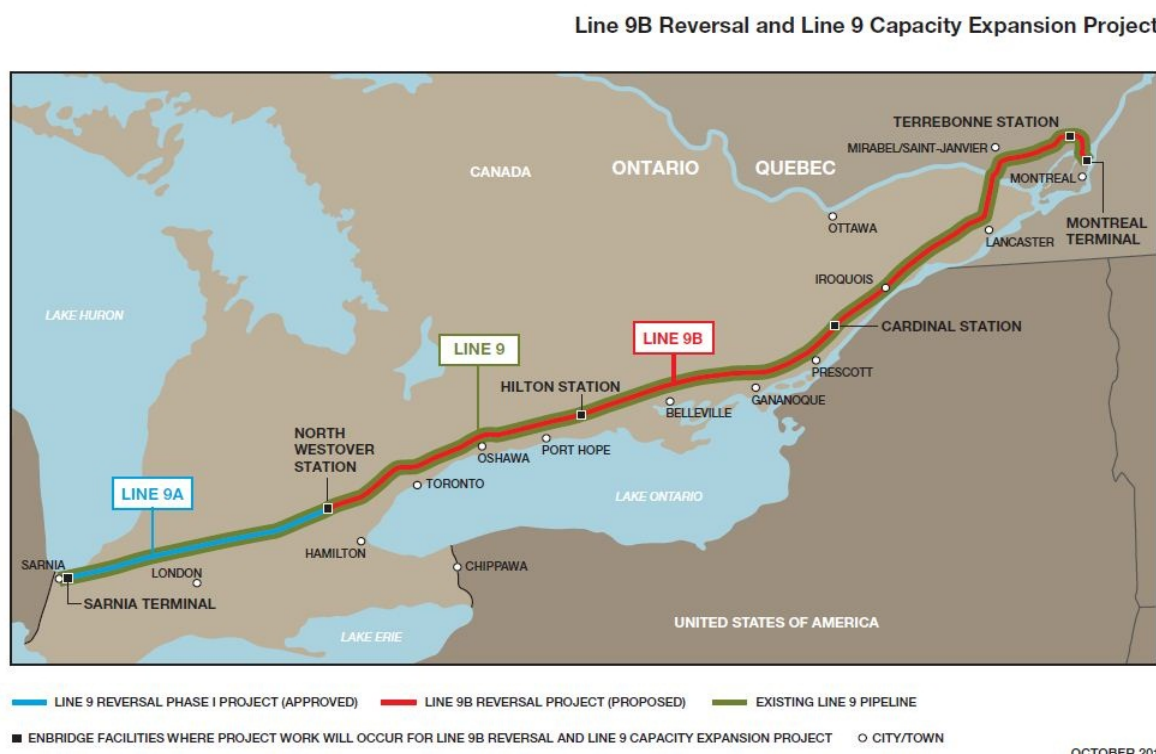 Line 9B Reversal and Line 9 Capacity Expansion Project
TERREBONNE STATION
MIRABEL/SAINT-JANVIER
CANADA
ONTARIO
QUEBEC
MONTREAL
OTTAWA
MONTREAL
TERMINAL
LANCASTER
IROQUOIS
LAKE HURON
CARDINAL STATION
LINE 9B
LINE 9
PRESCOTT
HILTON STATION
GANANOQUE
BELLEVILLE
NORTH
WESTOVER
STATION
OSHAWA
PORT HOPE
TORONTO
LINE 9A
LAKE ONTARIO
HAMILTON
SARNIA
LONDON
CHIPPAWA
SARNIA TERMINAL
UNITED STATES OF AMERICA
LAKE ERIE
LINE 9 REVERSAL PHASE I PROJECT (APPROVED)
LINE 9B REVERSAL PROJECT (PROPOSED)
EXISTING LINE 9 PIPELINE
ENBRIDGE FACILITIES WHERE PROJECT WORK WILL OCCUR FOR LINE 9B REVERSAL AND LINE 9 CAPACITY EXPANSION PROJECT
CITY/TOWN
OCTOBER